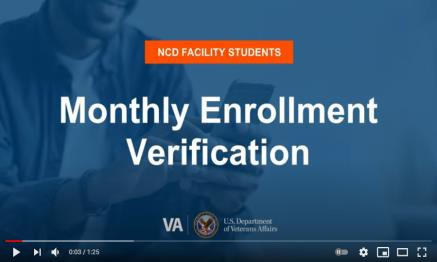 NCD FACILITY STUDENTS
Monthly Enrollment
Verification
VA
U.S. Department
of Veterans Affairs
0:03 / 1:25